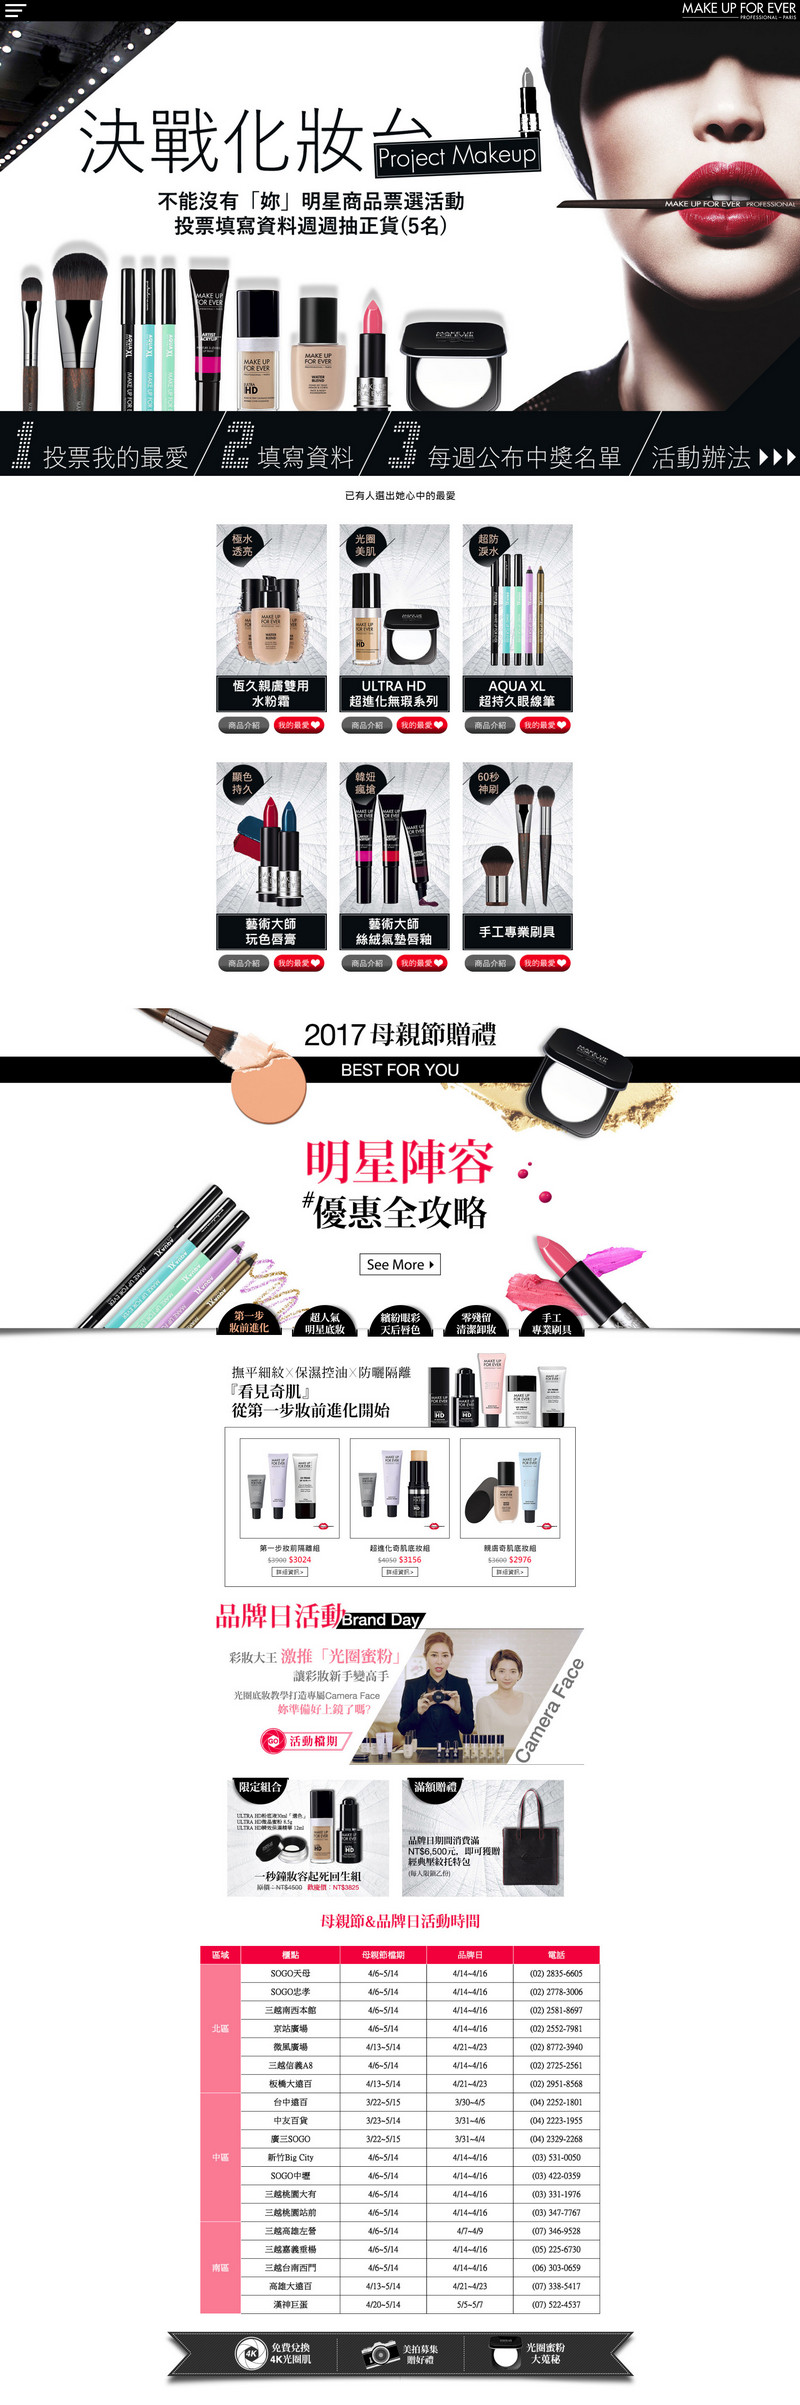 MAKE UP FOR EVER
PROFESSIONAL - PARIS
決戰化妝台
Project Makeup
不能沒有「妳」明星商品票選活動
投票填寫資料週週抽正貨(5名)
MAKE UP FOR EVER PROFESSIONAL
1 投票我的最愛
2 填寫資料
3 每週公布中獎名單
活動辦法
已有人選出她心中的最愛
極水
透亮
恆久親膚雙用
水粉霜
商品介紹 我的最愛
光圈
美肌
ULTRA HD
超進化無瑕系列
商品介紹 我的最愛
超防
淚水
AQUA XL
超持久眼線筆
商品介紹 我的最愛
顯色
持久
藝術大師
玩色唇膏
商品介紹 我的最愛
韓妞
瘋搶
藝術大師
絲絨氣墊唇釉
商品介紹 我的最愛
60秒
神刷
手工專業刷具
商品介紹 我的最愛
2017母親節贈禮
BEST FOR YOU
明星陣容
#優惠全攻略
See More
第一步
妝前進化
超人氣
明星底妝
繽紛眼彩
天后唇色
零殘留
清潔卸妝
手工
專業刷具
撫平細紋X保濕控油X防曬隔離
『看見奇肌』
從第一步妝前進化開始
第一步妝前隔離組
$3900 $3024
詳細資訊>
超進化奇肌底妝組
$4050 $3156
詳細資訊>
親膚奇肌底妝組
$3600 $2976
詳細資訊>
品牌日活動
Brand Day
彩妝大王 激推「光圈蜜粉」
讓彩妝新手變高手
光圈底妝教學打造專屬Camera Face
妳準備好上鏡了嗎?
GO 活動檔期
Camera Face
限定組合
ULTRA HD粉底液30ml「選色」
ULTRA HD微晶蜜粉 8.5g
ULTRA HD瞬效保濕精華 12ml
一秒鐘妝容起死回生組
原價：NT$4500 歡慶價：NT$3825
滿額贈禮
品牌日期間消費滿
NT$6,500元，即可獲贈
經典壓紋托特包
(每人限領乙份)
母親節&品牌日活動時間
區域 櫃點 母親節檔期 品牌日 電話
北區
SOGO天母 4/6~5/14 4/14~4/16 (02) 2835-6605
SOGO忠孝 4/6~5/14 4/14~4/16 (02) 2778-3006
三越南西本館 4/6~5/14 4/14~4/16 (02) 2581-8697
京站廣場 4/6~5/14 4/14~4/16 (02) 2552-7981
微風廣場 4/13~5/14 4/21~4/23 (02) 8772-3940
三越信義A8 4/6~5/14 4/14~4/16 (02) 2725-2561
板橋大遠百 4/13~5/14 4/21~4/23 (02) 2951-8568
中區
台中遠百 3/22~5/15 3/30~4/5 (04) 2252-1801
中友百貨 3/23~5/14 3/31~4/6 (04) 2223-1955
廣三SOGO 3/22~5/15 3/31~4/4 (04) 2329-2268
新竹Big City 4/6~5/14 4/14~4/16 (03) 531-0050
SOGO中壢 4/6~5/14 4/14~4/16 (03) 422-0359
三越桃園大有 4/6~5/14 4/14~4/16 (03) 331-1976
三越桃園站前 4/6~5/14 4/14~4/16 (03) 347-7767
南區
三越高雄左營 4/6~5/14 4/7~4/9 (07) 346-9528
三越嘉義垂楊 4/6~5/14 4/14~4/16 (05) 225-6730
三越台南西門 4/6~5/14 4/14~4/16 (06) 303-0659
高雄大遠百 4/13~5/14 4/21~4/23 (07) 338-5417
漢神巨蛋 4/20~5/14 5/5~5/7 (07) 522-4537
4K
免費兌換
4K光圈肌
美拍募集
贈好禮
光圈蜜粉
大蒐秘